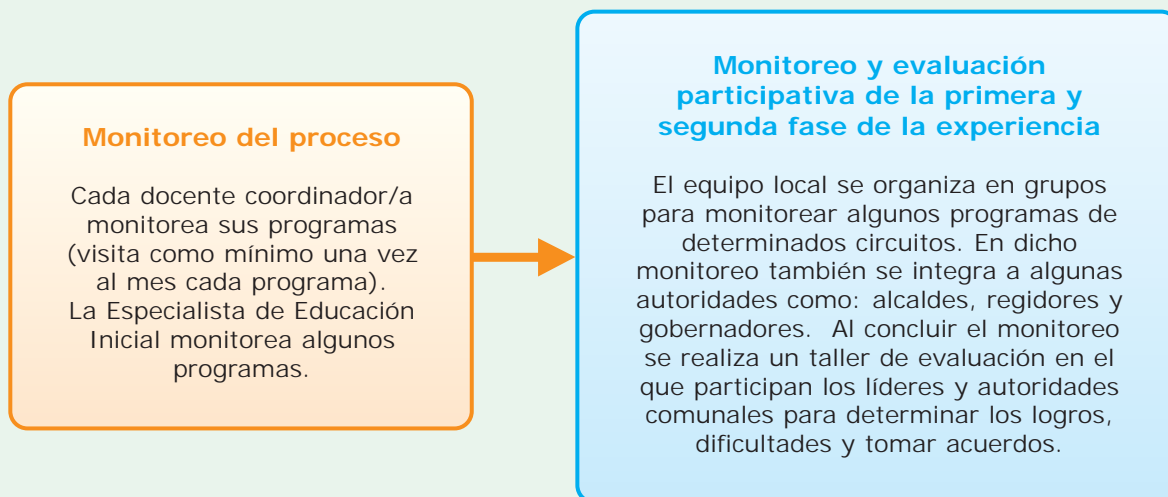 Monitoreo del proceso
Cada docente coordinador/a
monitorea sus programas
(visita como mínimo una vez
al mes cada programa).
La Especialista de Educación
Inicial monitorea algunos
programas.
Monitoreo y evaluación
participativa de la primera y
segunda fase de la experiencia
El equipo local se organiza en grupos
para monitorear algunos programas de
determinados circuitos. En dicho
monitoreo también se integra a algunas
autoridades como: alcaldes, regidores y
gobernadores.  Al concluir el monitoreo
se realiza un taller de evaluación en el
que participan los líderes y autoridades
comunales para determinar los logros,
dificultades y tomar acuerdos.